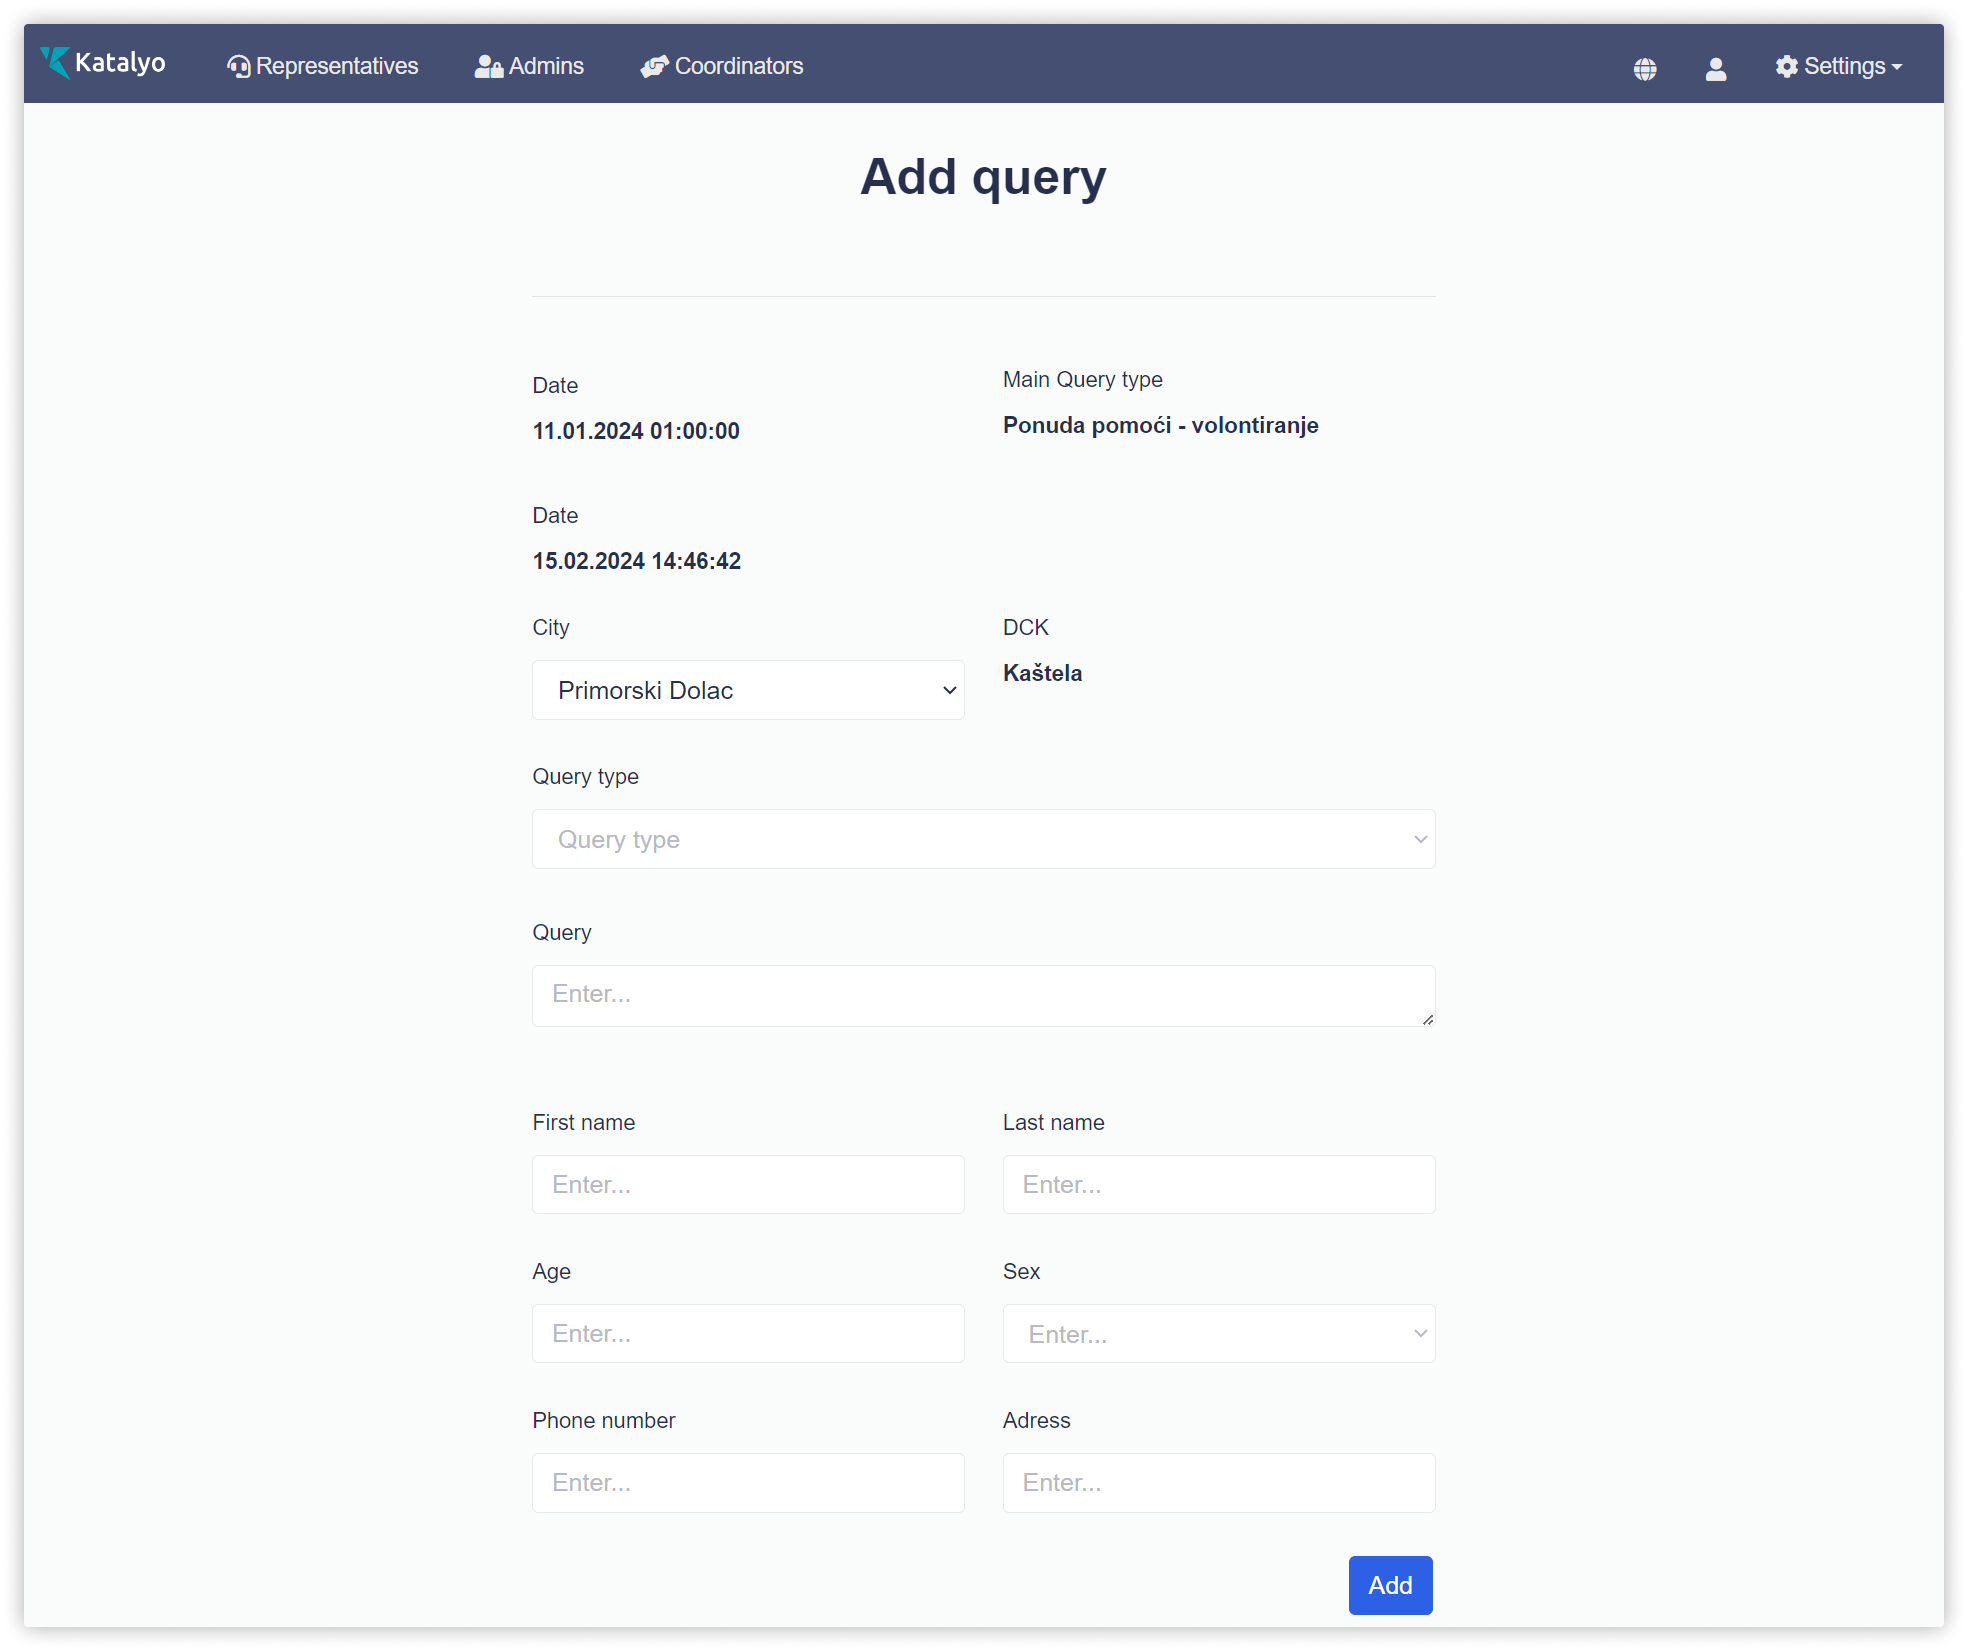 Katalyo Representatives Admins Coordinators Settings
Add query
Date Main Query type
11.01.2024 01:00:00 Ponuda pomoći - volontiranje
Date
15.02.2024 14:46:42
City DCK
Primorski Dolac Kaštela
Query type
Query type
Query
Enter...
First name Last name
Enter... Enter...
Age Sex
Enter... Enter...
Phone number Adress
Enter... Enter...
Add